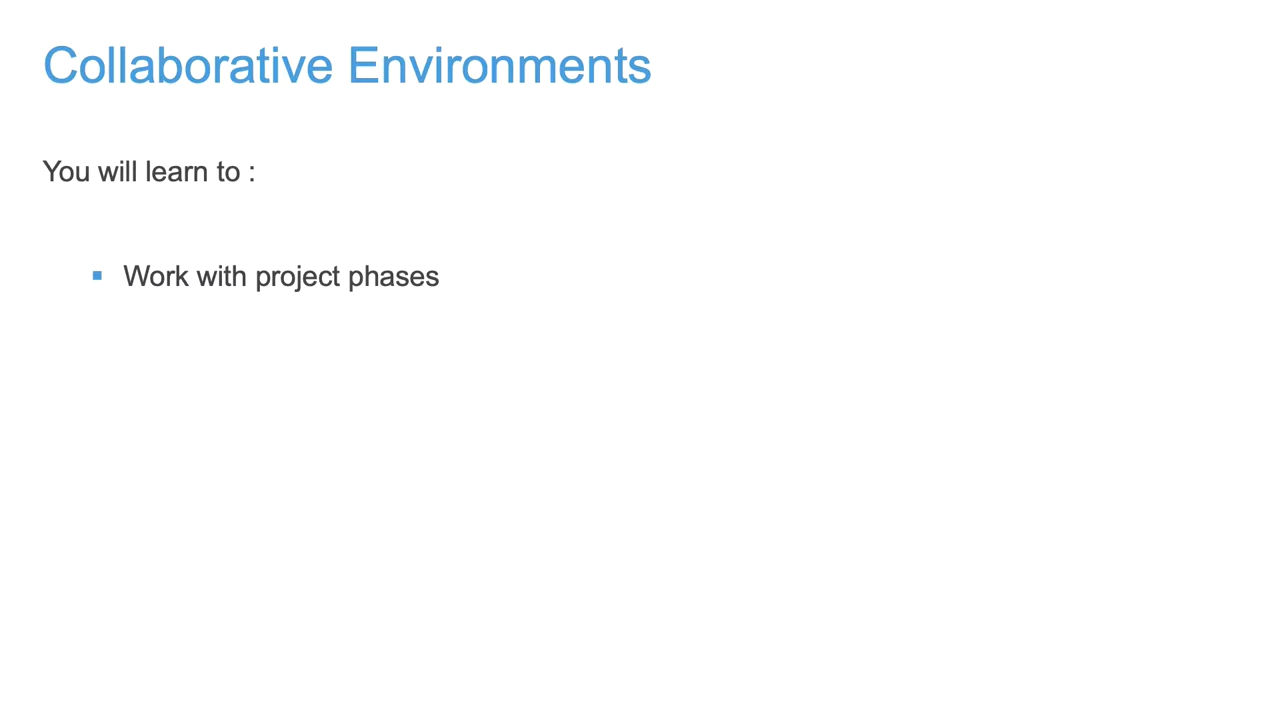 Collaborative Environments
You will learn to :
▪ Work with project phases